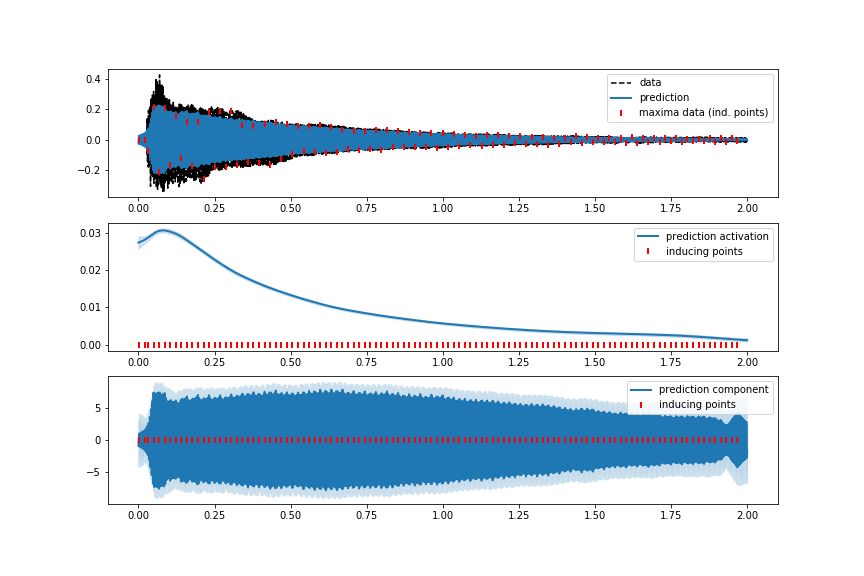 0.4
0.2
0.0
−0.2
data
prediction
maxima data (ind. points)
0.00 0.25 0.50 0.75 1.00 1.25 1.50 1.75 2.00
0.03
0.02
0.01
0.00
prediction activation
inducing points
0.00 0.25 0.50 0.75 1.00 1.25 1.50 1.75 2.00
5
0
−5
prediction component
inducing points
0.00 0.25 0.50 0.75 1.00 1.25 1.50 1.75 2.00